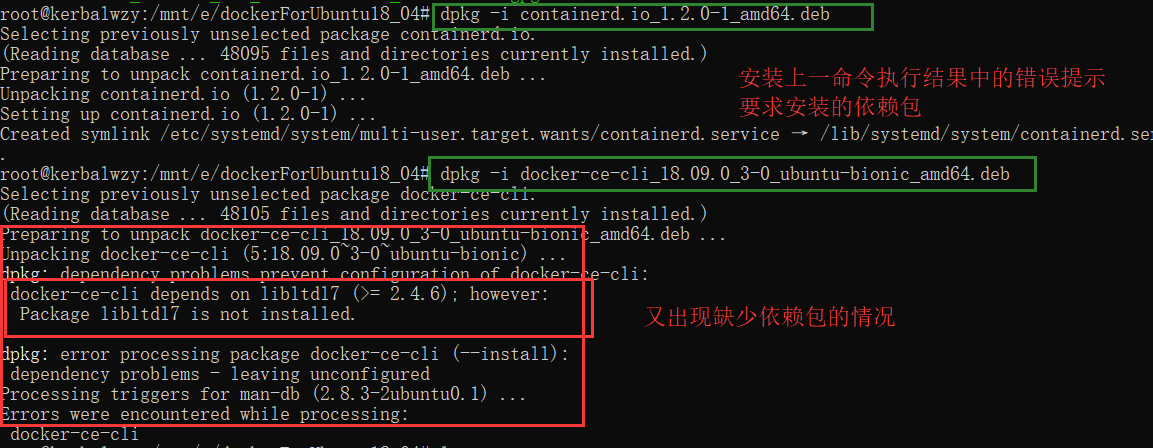 root@kerbalwzy:/mnt/e/dockerForUbuntu18_04# dpkg -i containerd.io_1.2.0-1_amd64.deb
Selecting previously unselected package containerd.io.
(Reading database ... 48095 files and directories currently installed.)
Preparing to unpack containerd.io_1.2.0-1_amd64.deb ...
Unpacking containerd.io (1.2.0-1) ...
Setting up containerd.io (1.2.0-1) ...
Created symlink /etc/systemd/system/multi-user.target.wants/containerd.service → /lib/systemd/system/containerd.se
.
安装上一命令执行结果中的错误提示
要求安装的依赖包
root@kerbalwzy:/mnt/e/dockerForUbuntu18_04# dpkg -i docker-ce-cli_18.09.0_3-0_ubuntu-bionic_amd64.deb
Selecting previously unselected package docker-ce-cli.
(Reading database ... 48105 files and directories currently installed.)
Preparing to unpack docker-ce-cli_18.09.0_3-0_ubuntu-bionic_amd64.deb ...
Unpacking docker-ce-cli (5:18.09.0~3-0~ubuntu-bionic) ...
dpkg: dependency problems prevent configuration of docker-ce-cli:
docker-ce-cli depends on libltdl7 (>= 2.4.6); however:
Package libltdl7 is not installed.
又出现缺少依赖包的情况
dpkg: error processing package docker-ce-cli (--install):
dependency problems - leaving unconfigured
Processing triggers for man-db (2.8.3-2ubuntu0.1) ...
Errors were encountered while processing:
docker-ce-cli